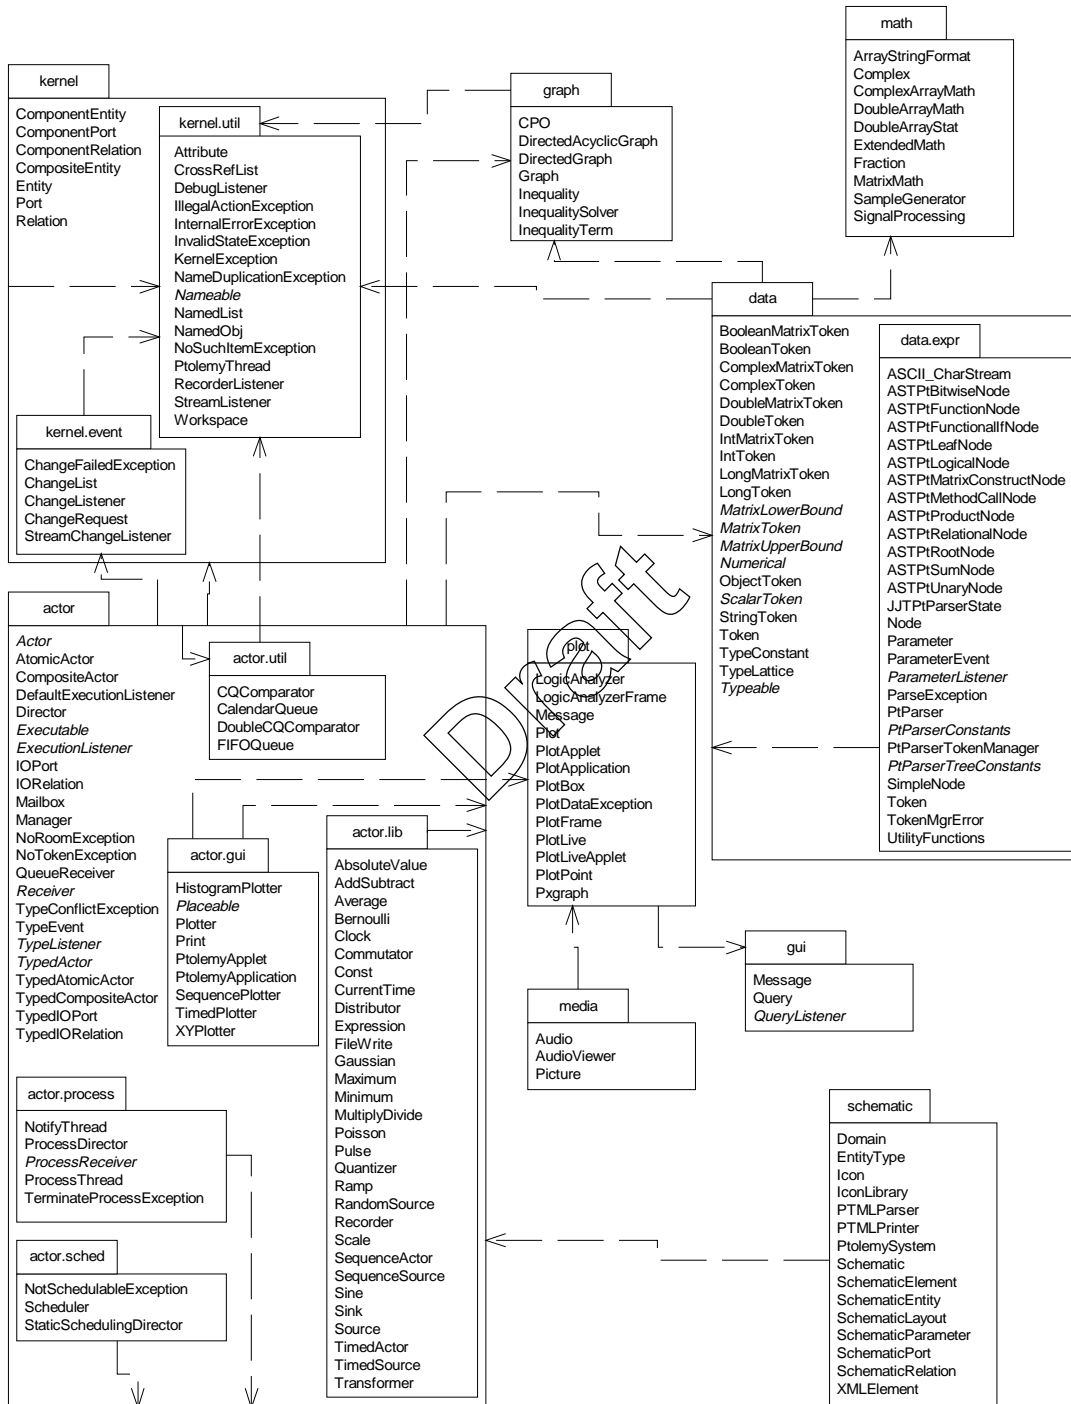 kernel
ComponentEntity
ComponentPort
ComponentRelation
CompositeEntity
Entity
Port
Relation
kernel.util
Attribute
CrossRefList
DebugListener
IllegalActionException
InternalErrorException
InvalidStateException
KernelException
NameDuplicationException
Nameable
NamedList
NamedObj
NoSuchItemException
PtolemyThread
RecorderListener
StreamListener
Workspace
kernel.event
ChangeFailedException
ChangeList
ChangeListener
ChangeRequest
StreamChangeListener
graph
CPO
DirectedAcyclicGraph
DirectedGraph
Graph
Inequality
InequalitySolver
InequalityTerm
math
ArrayStringFormat
Complex
ComplexArrayMath
DoubleArrayMath
DoubleArrayStat
ExtendedMath
Fraction
MatrixMath
SampleGenerator
SignalProcessing
data
BooleanMatrixToken
BooleanToken
ComplexMatrixToken
ComplexToken
DoubleMatrixToken
DoubleToken
IntMatrixToken
IntToken
LongMatrixToken
LongToken
MatrixLowerBound
MatrixToken
MatrixUpperBound
Numerical
ObjectToken
ScalarToken
StringToken
Token
TypeConstant
TypeLattice
Typeable
data.expr
ASCII_CharStream
ASTPtBitwiseNode
ASTPtFunctionNode
ASTPtFunctionalIfNode
ASTPtLeafNode
ASTPtLogicalNode
ASTPtMatrixConstructNode
ASTPtMethodCallNode
ASTPtProductNode
ASTPtRelationalNode
ASTPtRootNode
ASTPtSumNode
ASTPtUnaryNode
JJTPtParserState
Node
Parameter
ParameterEvent
ParameterListener
ParseException
PtParser
PtParserConstants
PtParserTokenManager
PtParserTreeConstants
SimpleNode
Token
TokenMgrError
UtilityFunctions
actor
Actor
AtomicActor
CompositeActor
DefaultExecutionListener
Director
Executable
ExecutionListener
IOPort
IORelation
Mailbox
Manager
NoRoomException
NoTokenException
QueueReceiver
Receiver
TypeConflictException
TypeEvent
TypeListener
TypedActor
TypedAtomicActor
TypedCompositeActor
TypedIOPort
TypedIORelation
actor.util
CQComparator
CalendarQueue
DoubleCQComparator
FIFOQueue
actor.gui
HistogramPlotter
Placeable
Plotter
Print
PtolemyApplet
PtolemyApplication
SequencePlotter
TimedPlotter
XYPlotter
actor.lib
AbsoluteValue
AddSubtract
Average
Bernoulli
Clock
Commutator
Const
CurrentTime
Distributor
Expression
FileWrite
Gaussian
Maximum
Minimum
MultiplyDivide
Poisson
Pulse
Quantizer
Ramp
RandomSource
Recorder
Scale
SequenceActor
SequenceSource
Sine
Sink
Source
TimedActor
TimedSource
Transformer
actor.process
NotifyThread
ProcessDirector
ProcessReceiver
ProcessThread
TerminateProcessException
actor.sched
NotSchedulableException
Scheduler
StaticSchedulingDirector
Draft
plot
LogicAnalyzer
LogicAnalyzerFrame
Message
Plot
PlotApplet
PlotApplication
PlotBox
PlotDataException
PlotFrame
PlotLive
PlotLiveApplet
PlotPoint
Pxgraph
gui
Message
Query
QueryListener
media
Audio
AudioViewer
Picture
schematic
Domain
EntityType
Icon
IconLibrary
PTMLParser
PTMLPrinter
PtolemySystem
Schematic
SchematicElement
SchematicEntity
SchematicLayout
SchematicParameter
SchematicPort
SchematicRelation
XMLElement